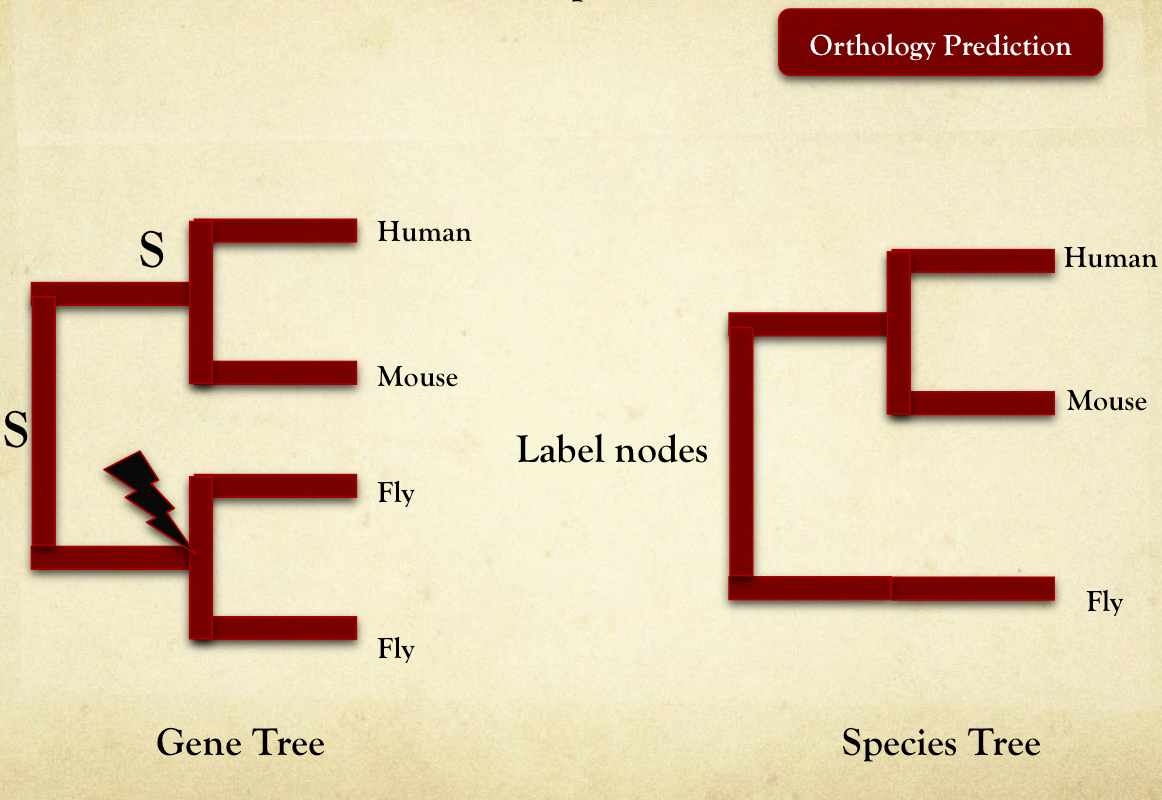 Orthology Prediction
S
Human
Mouse
S
Fly
Fly
Gene Tree
Label nodes
Human
Mouse
Fly
Species Tree